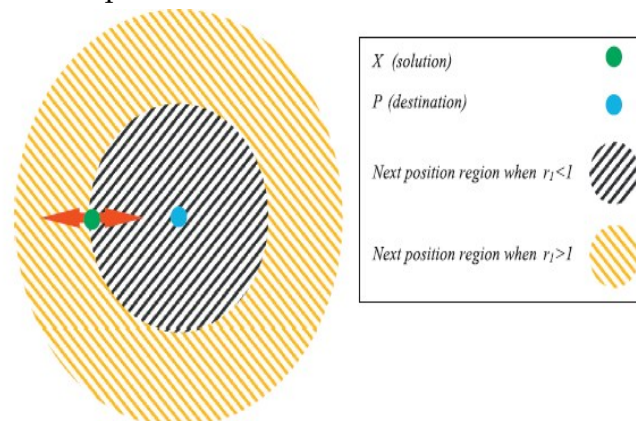 X (solution)
P (destination)
Next position region when r₁<1
Next position region when r₁>1